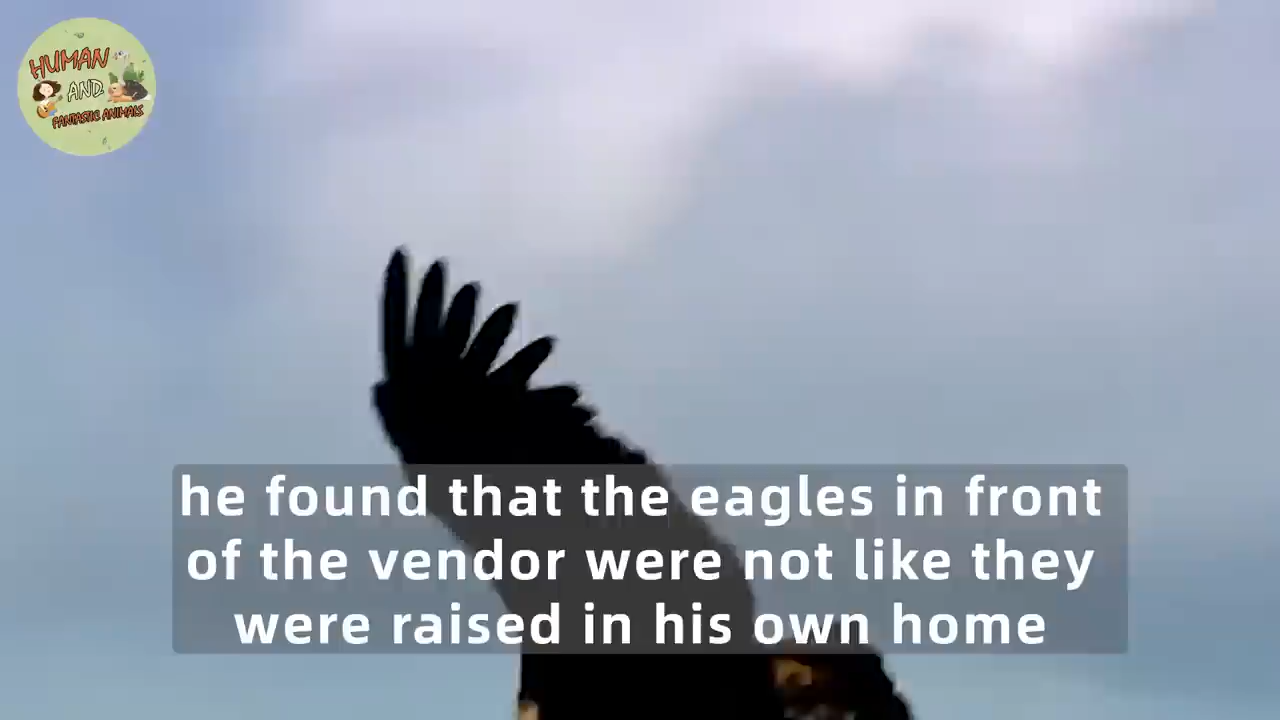 HUMAN
AND
FANTASTIC ANIMALS
he found that the eagles in front
of the vendor were not like they
were raised in his own home